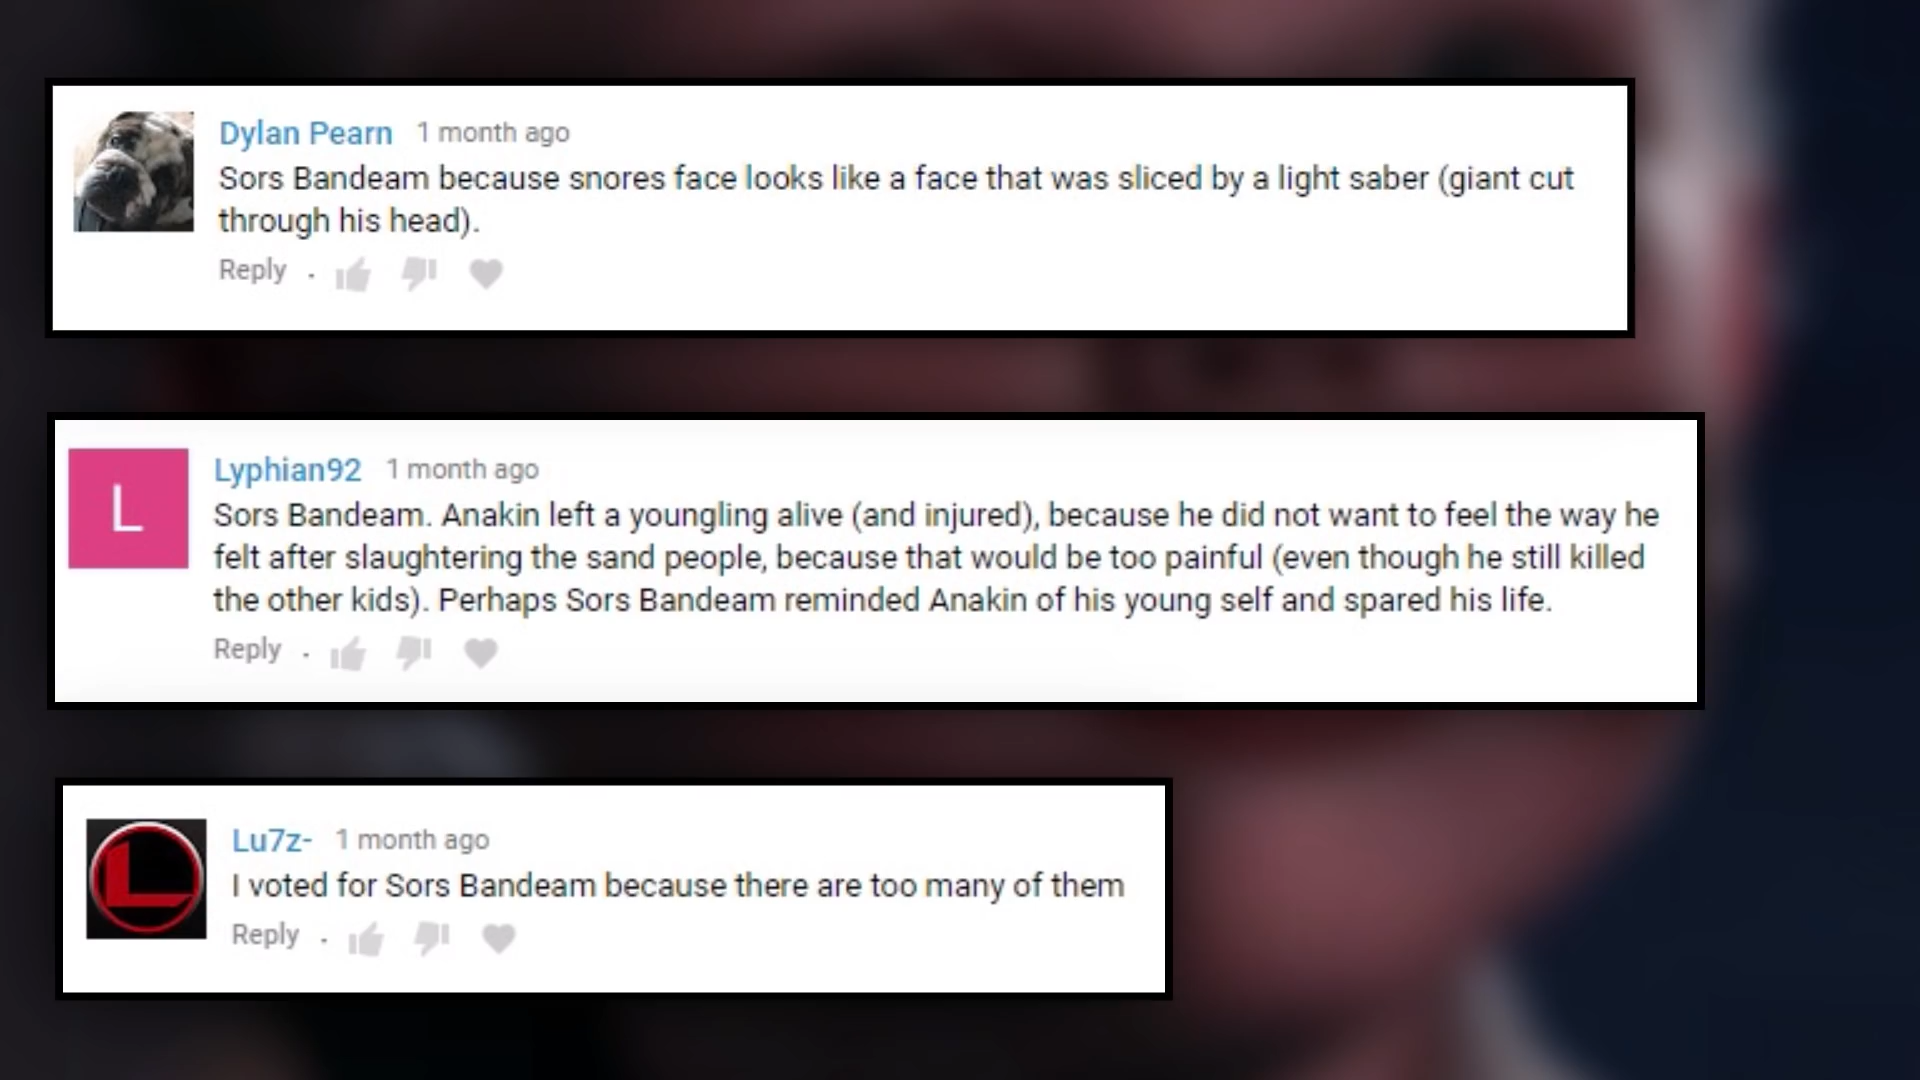 Dylan Pearn 1 month ago
Sors Bandeam because snores face looks like a face that was sliced by a light saber (giant cut
through his head).
Reply .
L
Lyphian92 1 month ago
Sors Bandeam. Anakin left a youngling alive (and injured), because he did not want to feel the way he
felt after slaughtering the sand people, because that would be too painful (even though he still killed
the other kids). Perhaps Sors Bandeam reminded Anakin of his young self and spared his life.
Reply .
L
Lu7z- 1 month ago
I voted for Sors Bandeam because there are too many of them
Reply .